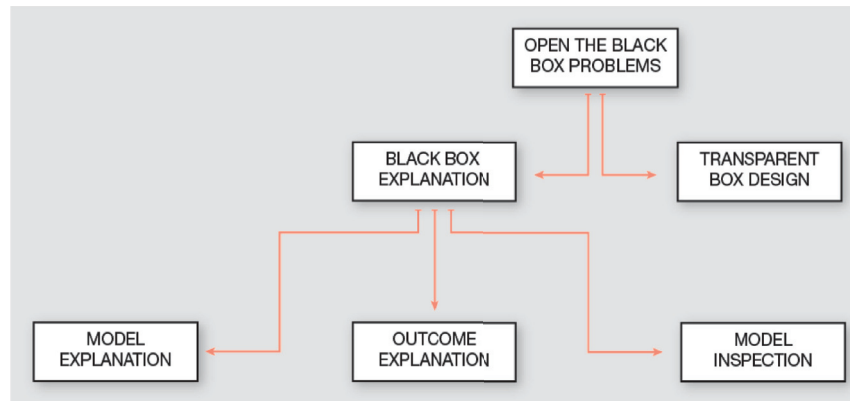 OPEN THE BLACK
BOX PROBLEMS
BLACK BOX
EXPLANATION
TRANSPARENT
BOX DESIGN
MODEL
EXPLANATION
OUTCOME
EXPLANATION
MODEL
INSPECTION